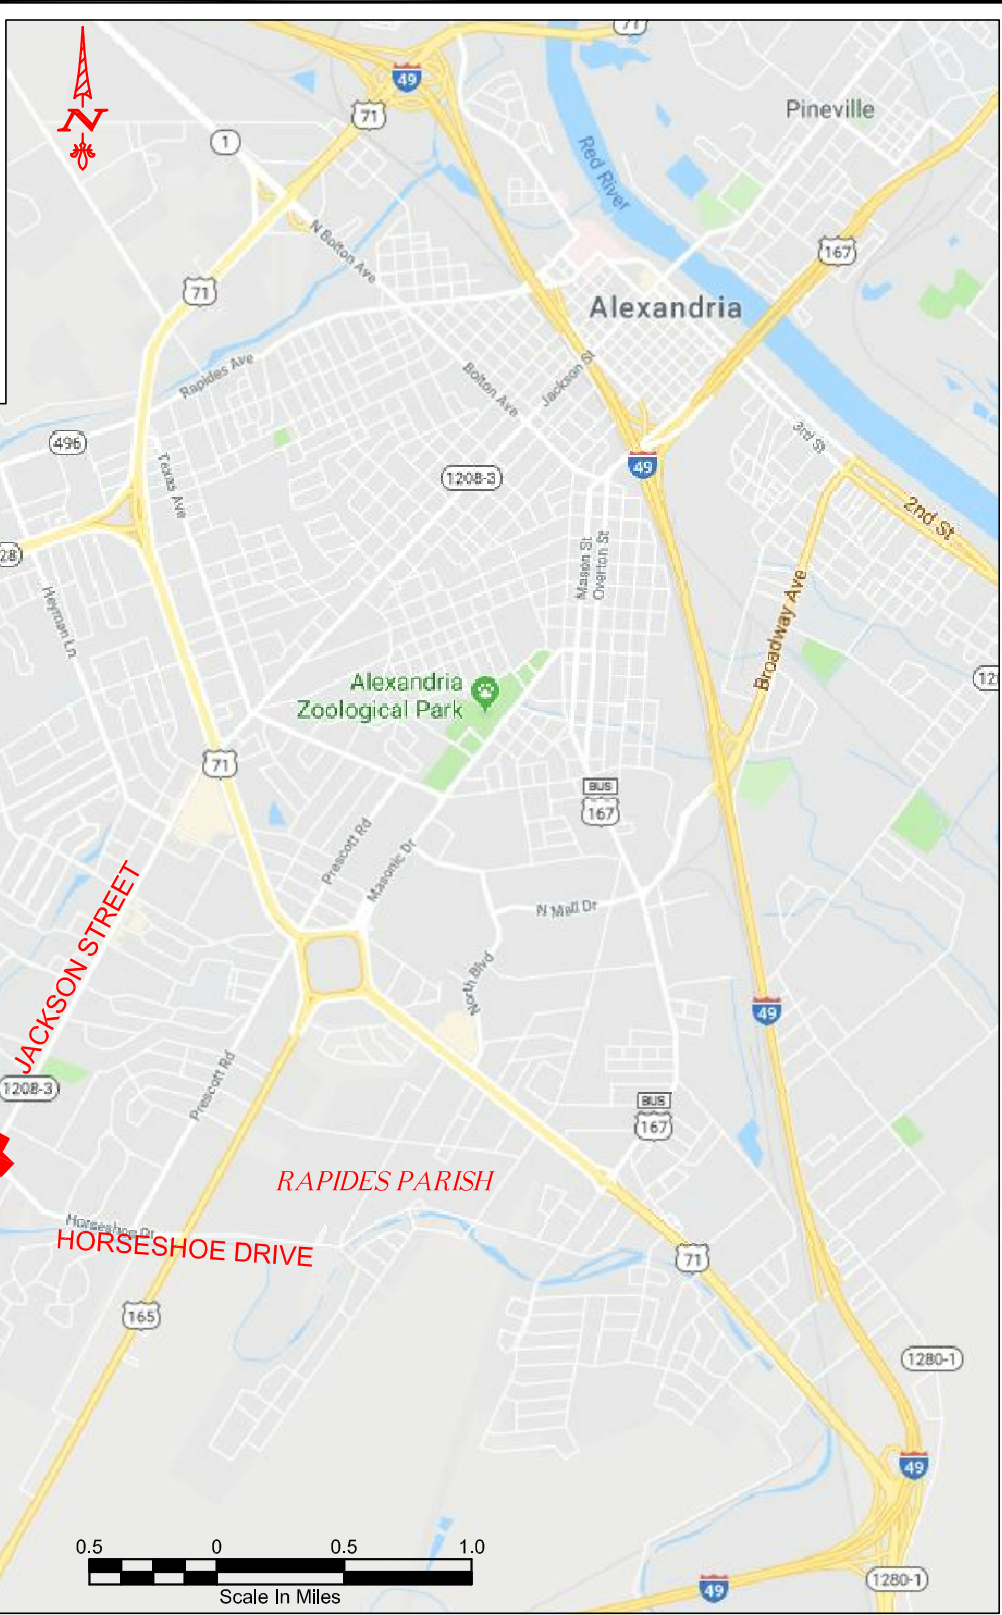 71
49
N
71
Pineville
1
Red River
N Bolton Ave
167
71
Alexandria
Rapides Ave
Bolton Ave
Jackson St
3rd St
496
49
1208-3
Texas Ave
2nd St
28
Mason St
Overton St
Heyman Ln
Broadway Ave
Alexandria
Zoological Park
71
BUS
167
Prescott Rd
Masonic Dr
JACKSON STREET
N Mall Dr
North Blvd
49
1208-3
Prescott Rd
BUS
167
RAPIDES PARISH
Horseshoe Dr
HORSESHOE DRIVE
71
165
1280-1
49
0.5 0 0.5 1.0
Scale In Miles
49
1280-1